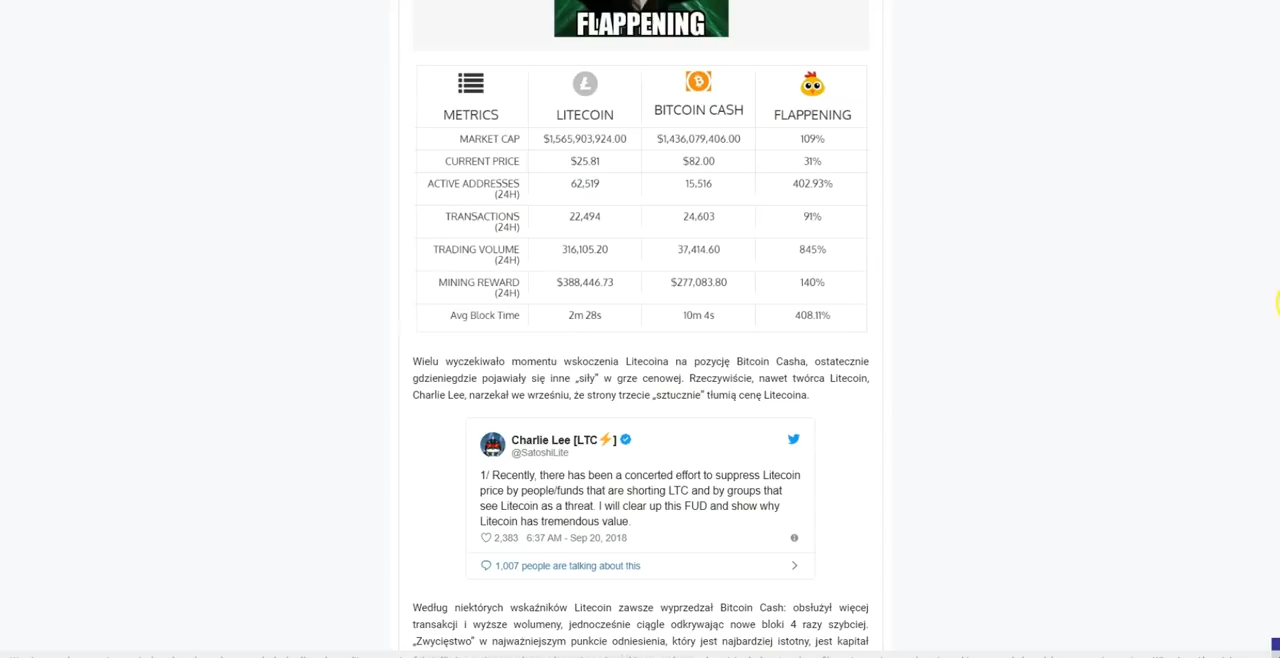 FLAPPENING
METRICS LITECOIN BITCOIN CASH FLAPPENING
MARKET CAP $1,565,903,924.00 $1,436,079,406.00 109%
CURRENT PRICE $25.81 $82.00 31%
ACTIVE ADDRESSES (24H) 62,519 15,516 402.93%
TRANSACTIONS (24H) 22,494 24,603 91%
TRADING VOLUME (24H) 316,105.20 37,414.60 845%
MINING REWARD (24H) $388,446.73 $277,083.80 140%
Avg Block Time 2m 28s 10m 4s 408.11%
Wielu wyczekiwało momentu wskoczenia Litecoina na pozycję Bitcoin Casha, ostatecznie
gdzieniegdzie pojawiały się inne „siły” w grze cenowej. Rzeczywiście, nawet twórca Litecoin,
Charlie Lee, narzekał we wrześniu, że strony trzecie „sztucznie” tłumią cenę Litecoina.
Charlie Lee [LTC⚡]
@SatoshiLite
1/ Recently, there has been a concerted effort to suppress Litecoin
price by people/funds that are shorting LTC and by groups that
see Litecoin as a threat. I will clear up this FUD and show why
Litecoin has tremendous value.
2,383 6:37 AM - Sep 20, 2018
1,007 people are talking about this
Według niektórych wskaźników Litecoin zawsze wyprzedzał Bitcoin Cash: obsłużył więcej
transakcji i wyższe wolumeny, jednocześnie ciągle odkrywając nowe bloki 4 razy szybciej.
„Zwycięstwo” w najważniejszym punkcie odniesienia, który jest najbardziej istotny, jest kapitał